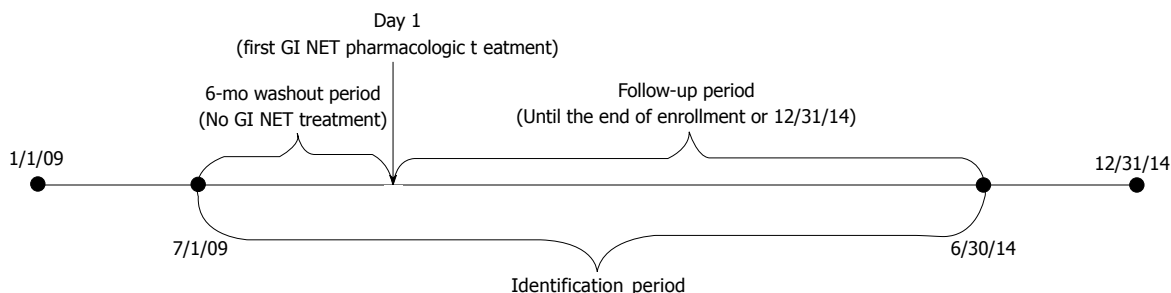 Day 1
(first GI NET pharmacologic t eatment)
6-mo washout period
(No GI NET treatment)
Follow-up period
(Until the end of enrollment or 12/31/14)
1/1/09
12/31/14
7/1/09
6/30/14
Identification period